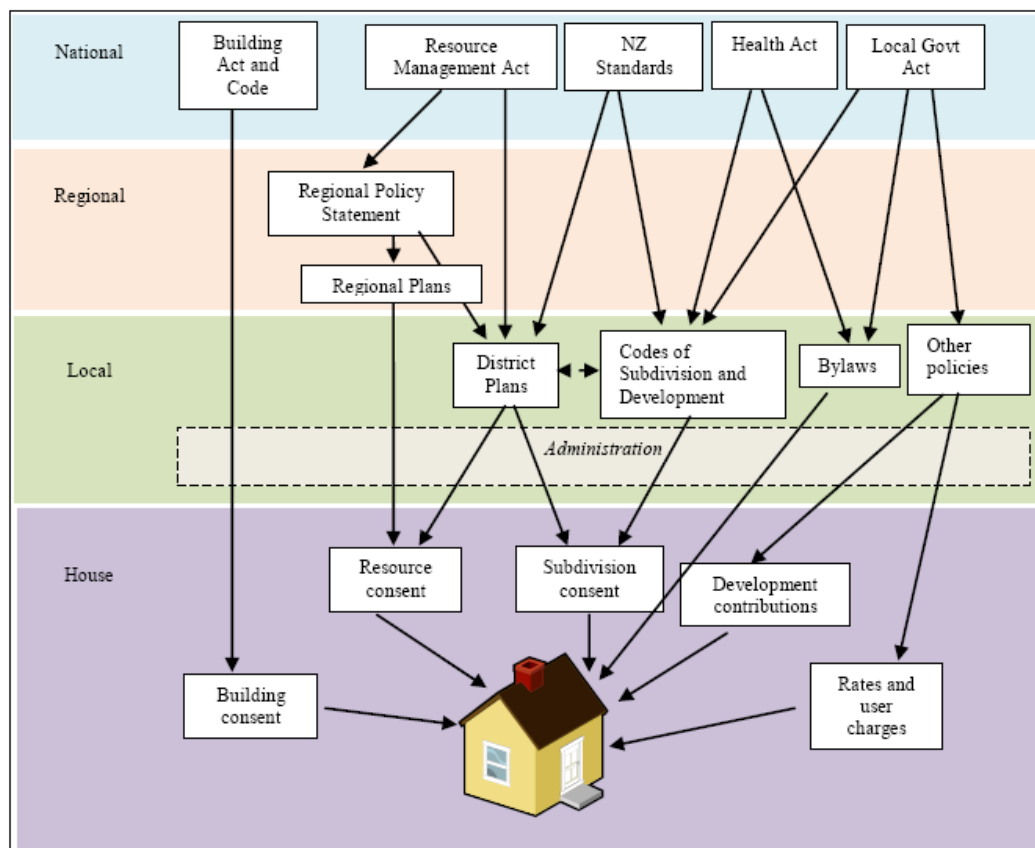 National
Building
Act and
Code
Resource
Management Act
NZ
Standards
Health Act
Local Govt
Act
Regional
Regional Policy
Statement
Regional Plans
Local
District
Plans
Codes of
Subdivision and
Development
Bylaws
Other
policies
Administration
House
Resource
consent
Subdivision
consent
Development
contributions
Building
consent
Rates and
user
charges